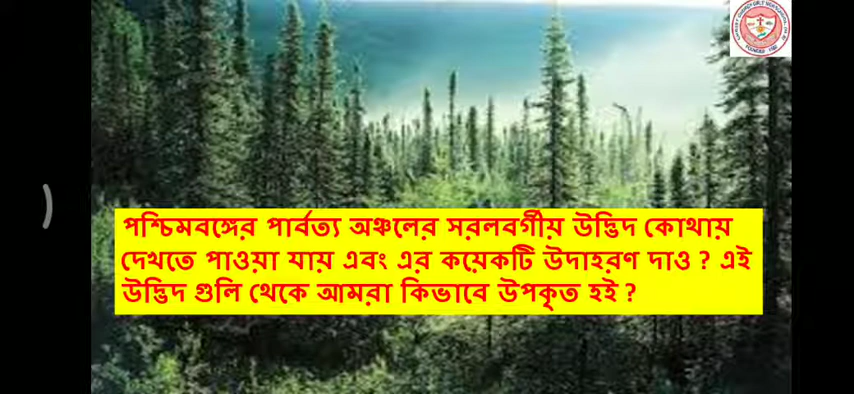 পশ্চিমবঙ্গের পার্বত্য অঞ্চলের সরলবর্গীয় উদ্ভিদ কোথায়
দেখতে পাওয়া যায় এবং এর কয়েকটি উদাহরণ দাও ? এই
উদ্ভিদ গুলি থেকে আমরা কিভাবে উপকৃত হই ?